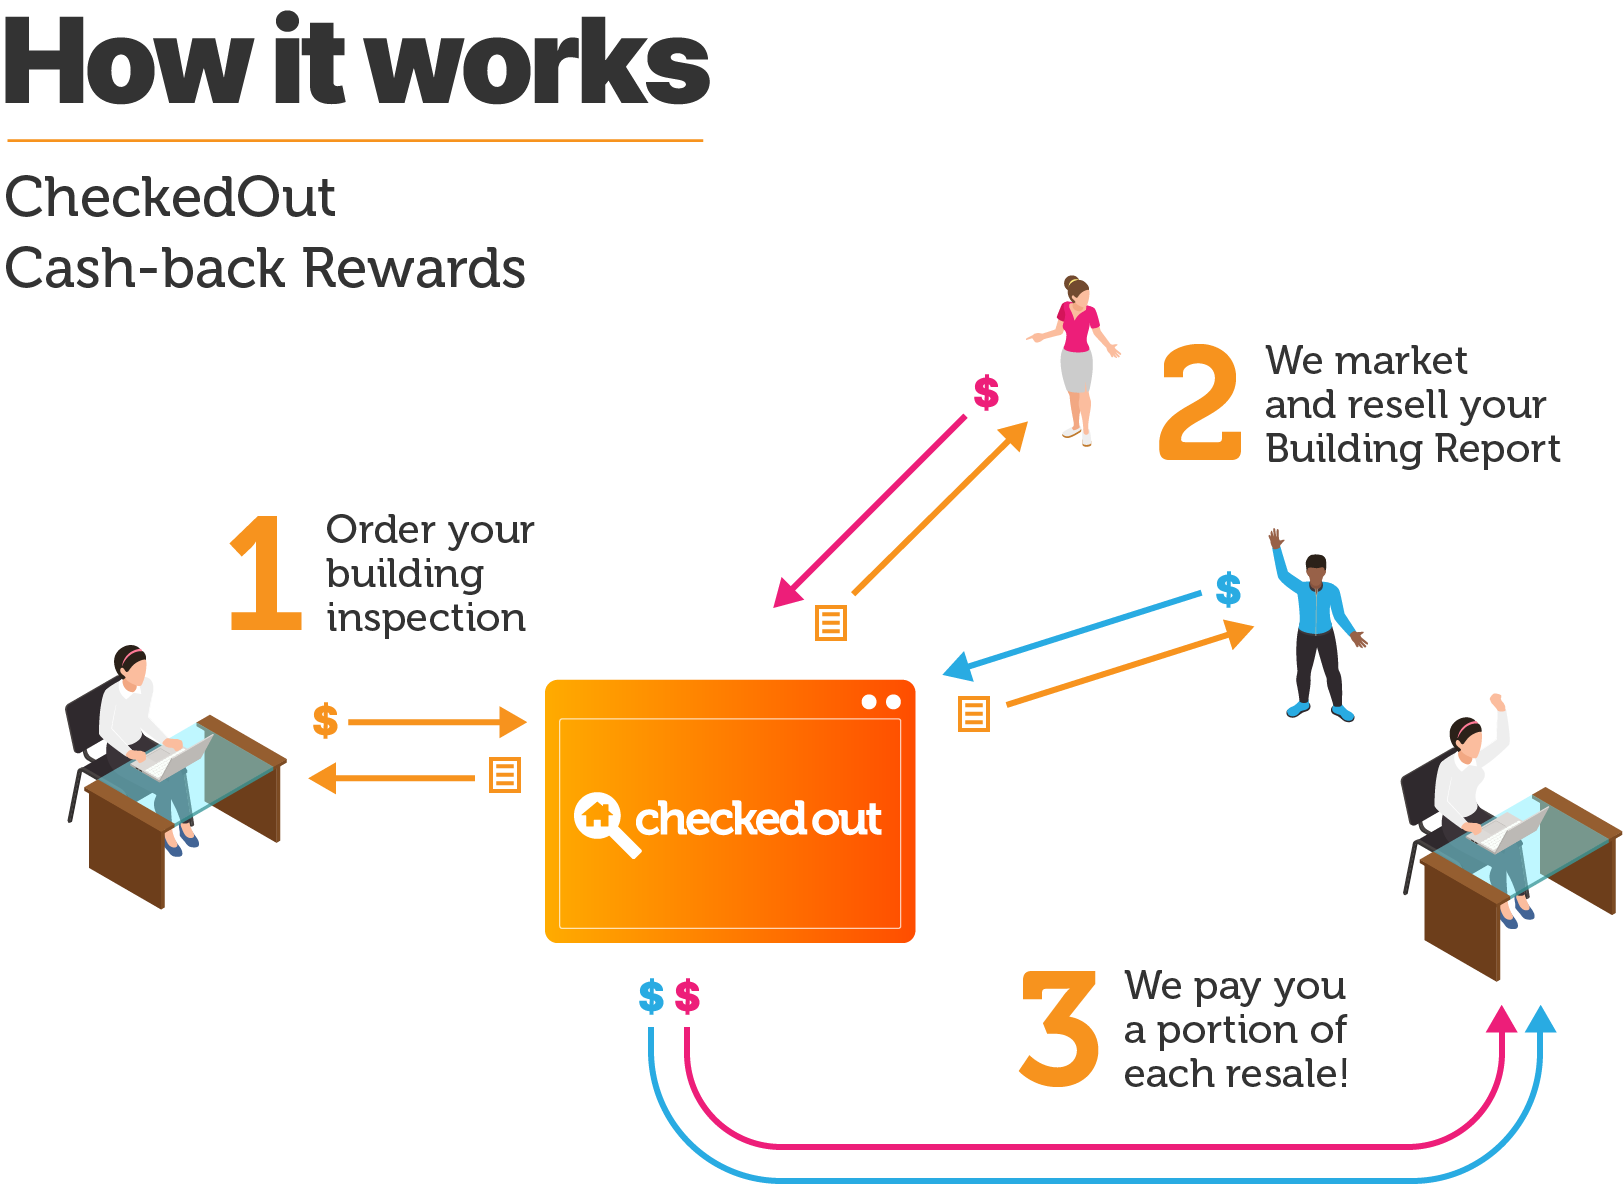 How it works
CheckedOut
Cash-back Rewards
1
Order your
building
inspection
$
2
We market
and resell your
Building Report
$
$
checked out
$ $
3
We pay you
a portion of
each resale!